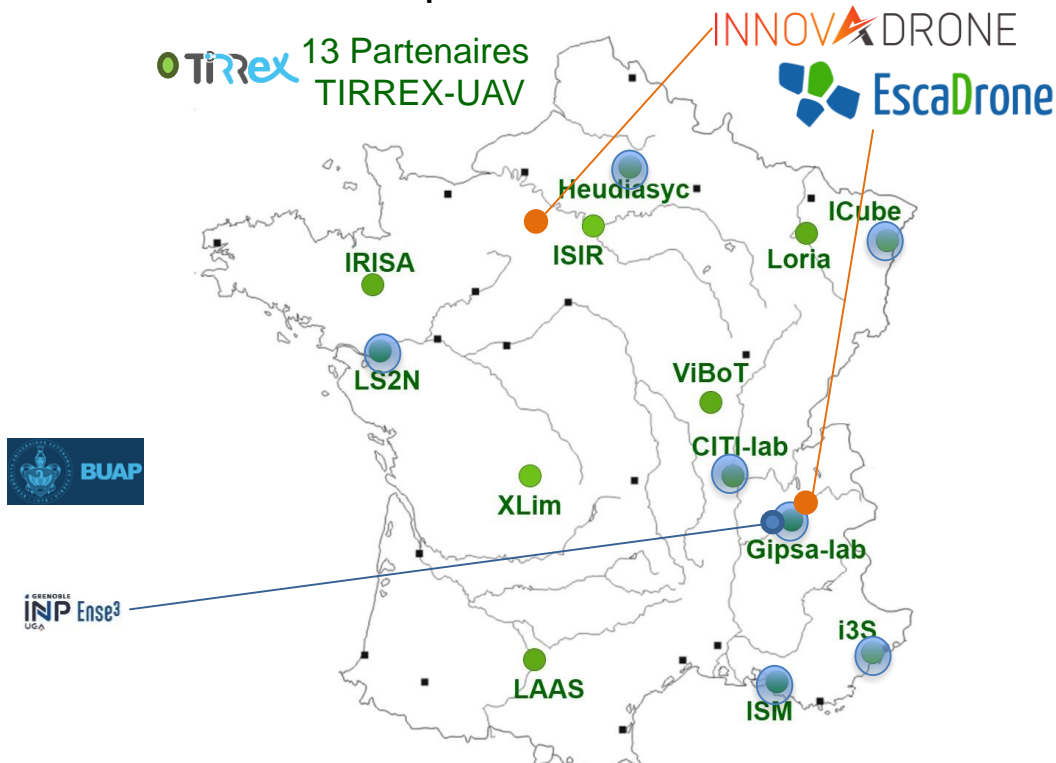 INNOVADRONE
TIRREX 13 Partenaires
TIRREX-UAV
EscaDrone
Heudiasyc
ICube
ISIR
Loria
IRISA
LS2N
ViBoT
CITI-lab
BUAP
XLim
Gipsa-lab
GRENOBLE
INP Ense³
UGA
i3S
LAAS
ISM